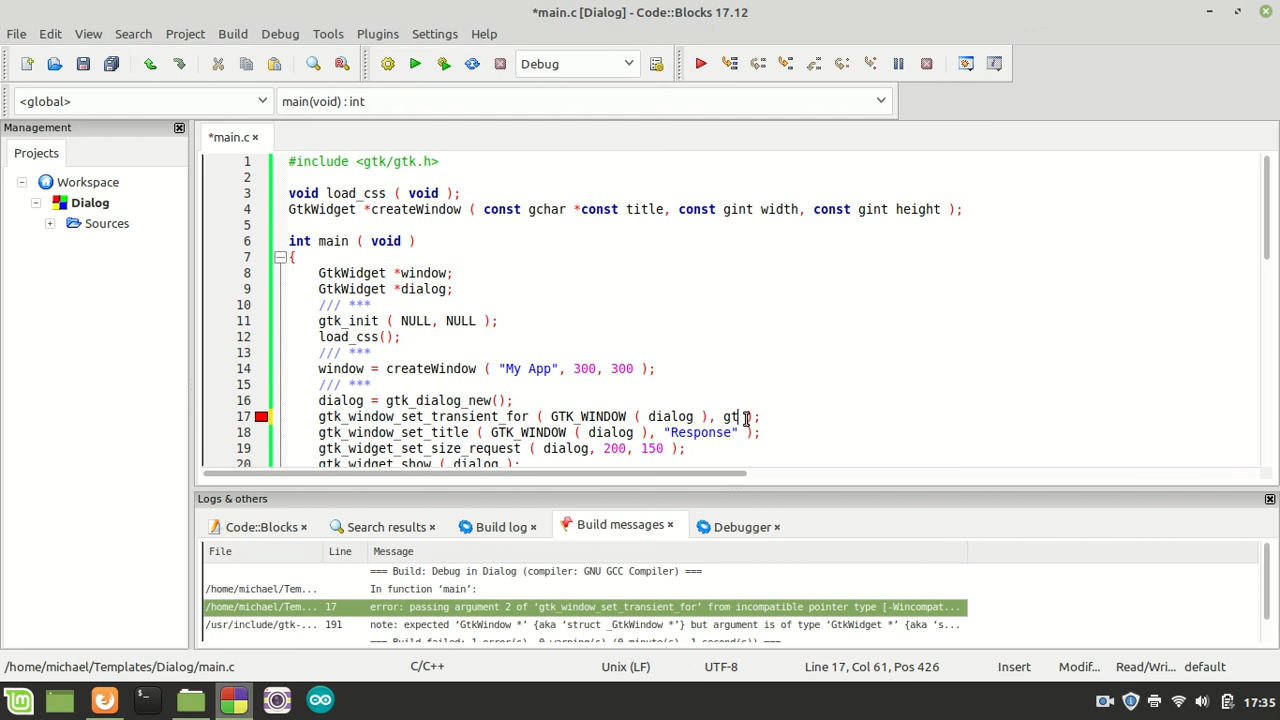 *main.c [Dialog] - Code::Blocks 17.12
File Edit View Search Project Build Debug Tools Plugins Settings Help
Debug
<global> main(void) : int
Management
Projects
Workspace
Dialog
Sources
*main.c
1 #include <gtk/gtk.h>
2
3 void load_css ( void );
4 GtkWidget *createWindow ( const gchar *const title, const gint width, const gint height );
5
6 int main ( void )
7 {
8 GtkWidget *window;
9 GtkWidget *dialog;
10 /// ***
11 gtk_init ( NULL, NULL );
12 load_css();
13 /// ***
14 window = createWindow ( "My App", 300, 300 );
15 /// ***
16 dialog = gtk_dialog_new();
17 gtk_window_set_transient_for ( GTK_WINDOW ( dialog ), gt );
18 gtk_window_set_title ( GTK_WINDOW ( dialog ), "Response" );
19 gtk_widget_set_size_request ( dialog, 200, 150 );
20 gtk_widget_show ( dialog );
Logs & others
Code::Blocks Search results Build log Build messages Debugger
File Line Message
=== Build: Debug in Dialog (compiler: GNU GCC Compiler) ===
/home/michael/Tem... In function ‘main’:
/home/michael/Tem... 17 error: passing argument 2 of ‘gtk_window_set_transient_for’ from incompatible pointer type [-Wincompat...
/usr/include/gtk-... 191 note: expected ‘GtkWindow *’ {aka ‘struct _GtkWindow *’} but argument is of type ‘GtkWidget *’ {aka ‘s...
=== Build failed: 1 error(s), 0 warning(s) (0 minute(s), 1 second(s)) ===
/home/michael/Templates/Dialog/main.c C/C++ Unix (LF) UTF-8 Line 17, Col 61, Pos 426 Insert Modif... Read/Wri... default
17:35